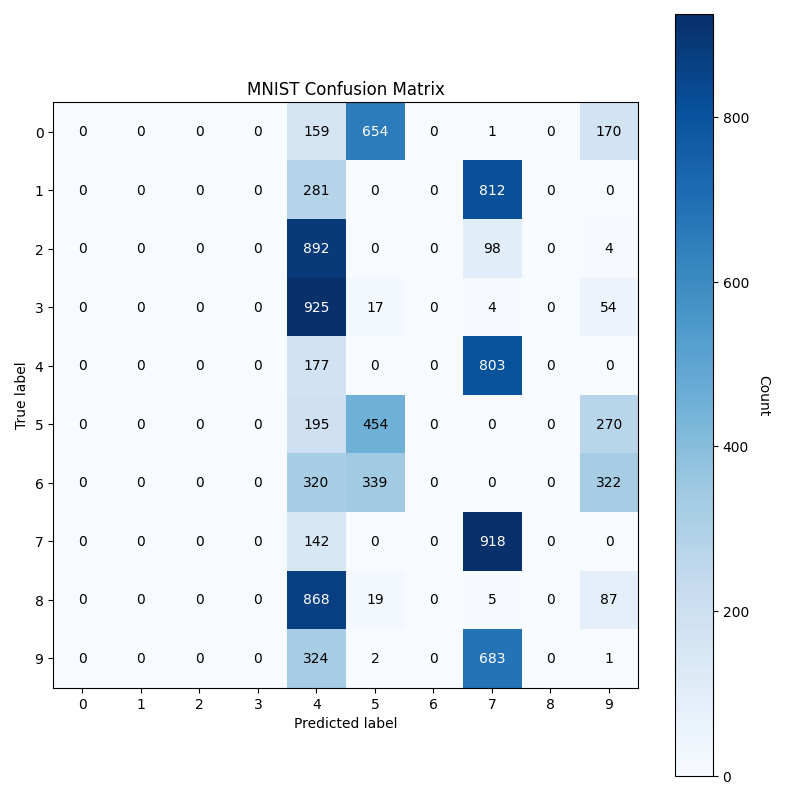 MNIST Confusion Matrix
0 0 0 0 0 159 654 0 1 0 170
1 0 0 0 0 281 0 0 812 0 0
2 0 0 0 0 892 0 0 98 0 4
3 0 0 0 0 925 17 0 4 0 54
4 0 0 0 0 177 0 0 803 0 0
5 0 0 0 0 195 454 0 0 0 270
6 0 0 0 0 320 339 0 0 0 322
7 0 0 0 0 142 0 0 918 0 0
8 0 0 0 0 868 19 0 5 0 87
9 0 0 0 0 324 2 0 683 0 1
0 1 2 3 4 5 6 7 8 9
Predicted label
True label
800
600
400
200
0
Count